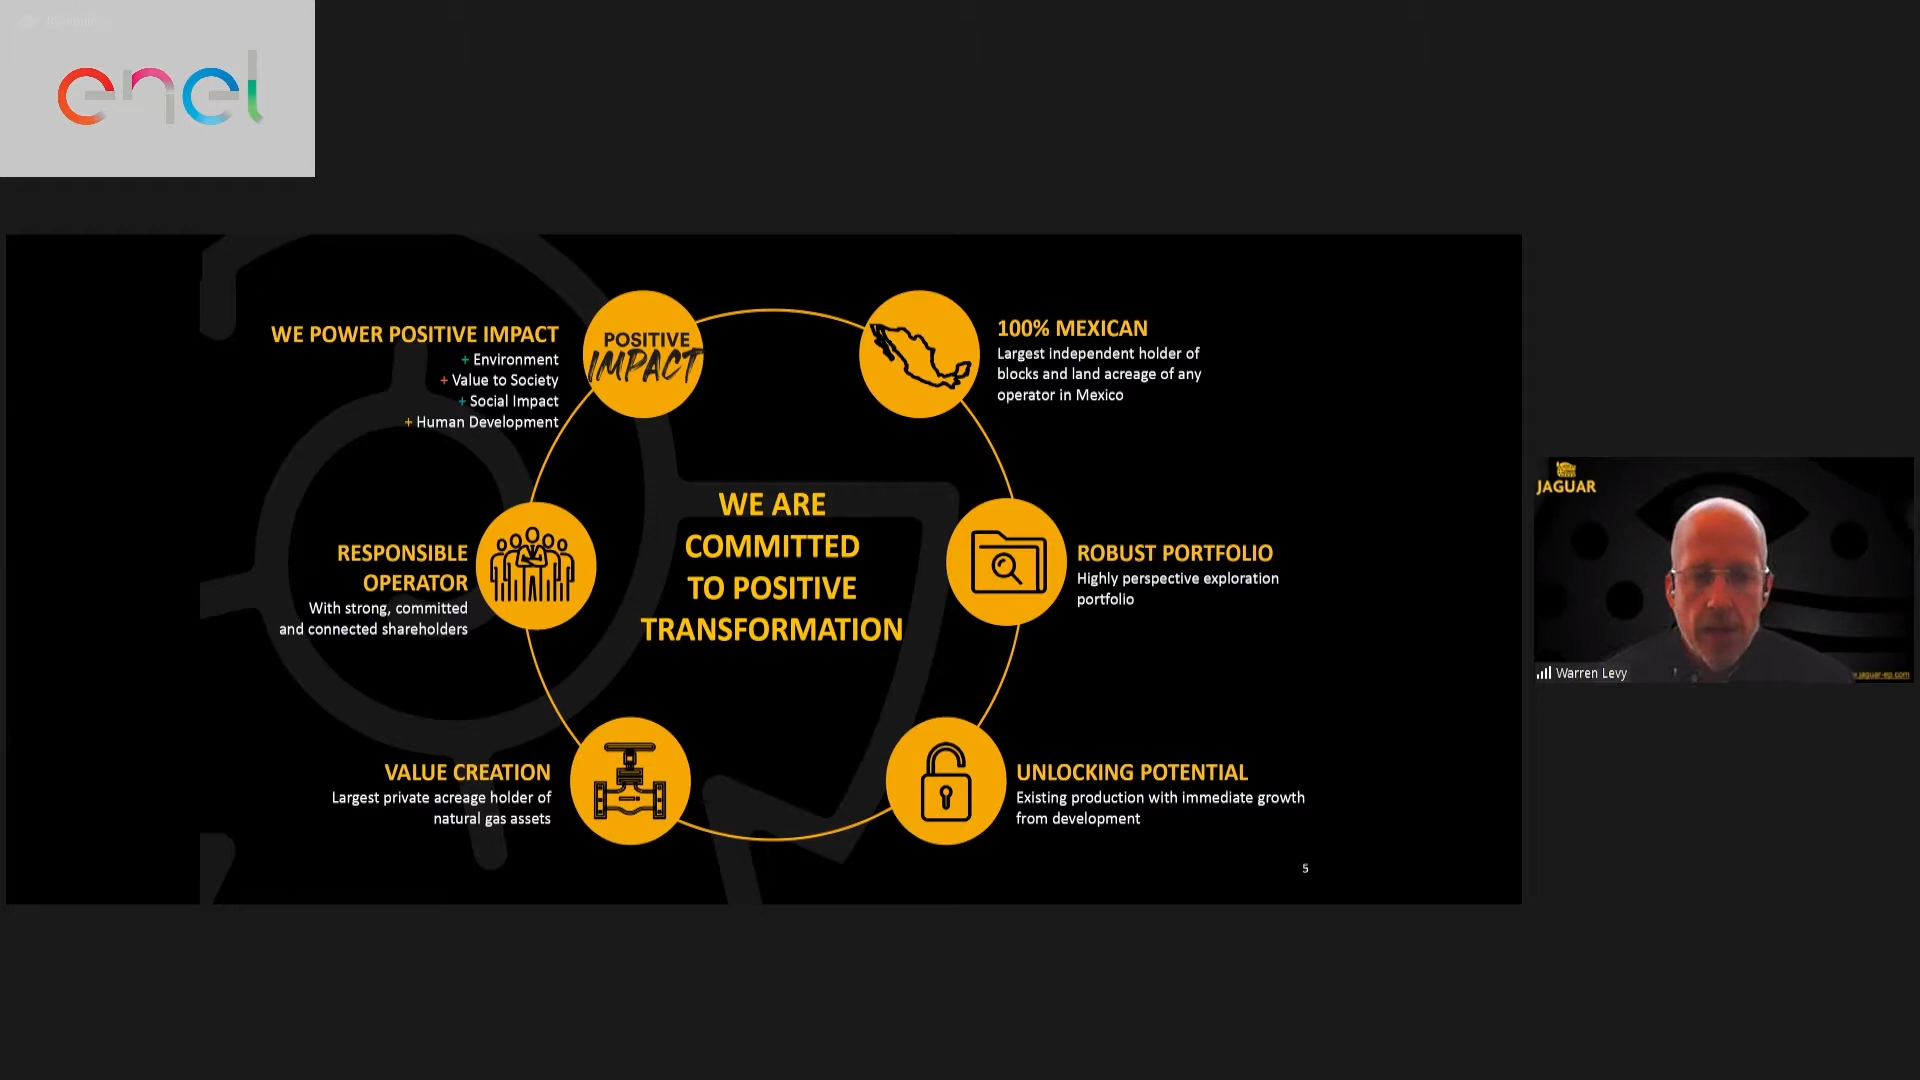 enel
WE POWER POSITIVE IMPACT
+ Environment
+ Value to Society
+ Social Impact
+ Human Development
POSITIVE
IMPACT
100% MEXICAN
Largest independent holder of
blocks and land acreage of any
operator in Mexico
RESPONSIBLE
OPERATOR
With strong, committed
and connected shareholders
WE ARE
COMMITTED
TO POSITIVE
TRANSFORMATION
ROBUST PORTFOLIO
Highly perspective exploration
portfolio
VALUE CREATION
Largest private acreage holder of
natural gas assets
UNLOCKING POTENTIAL
Existing production with immediate growth
from development
5
JAGUAR
Warren Levy
.jaguar-ep.com